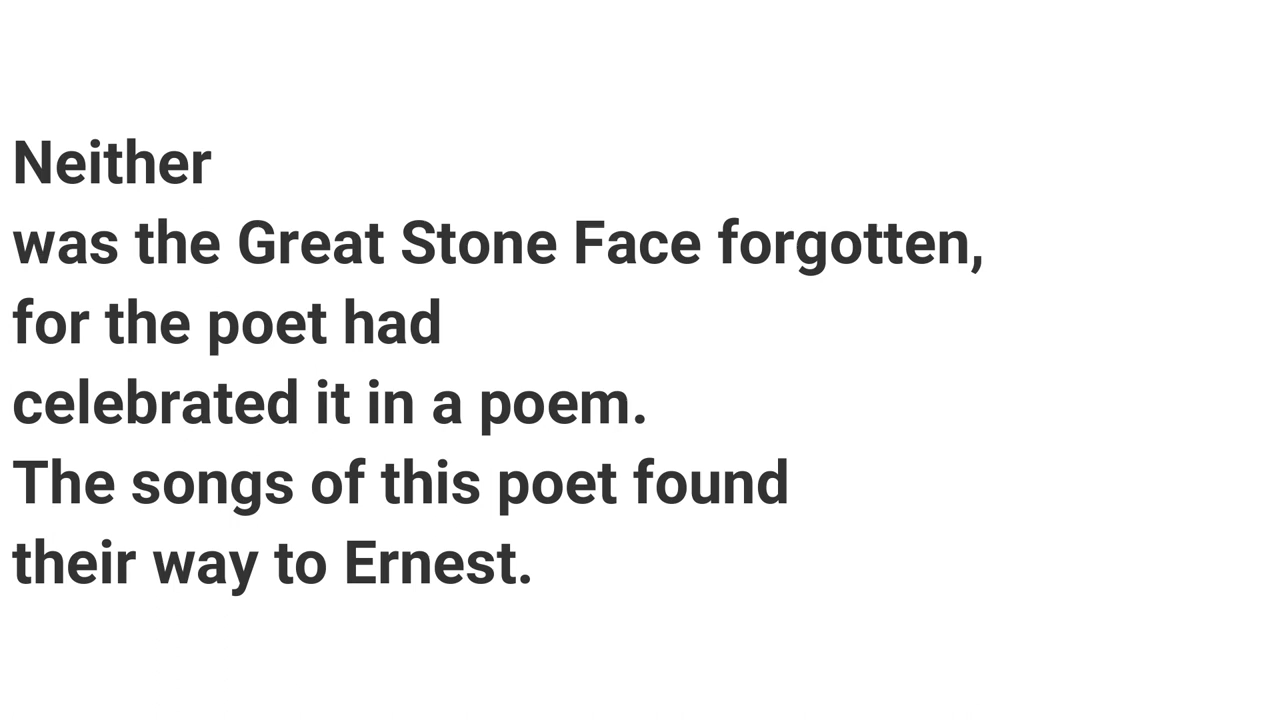 Neither
was the Great Stone Face forgotten,
for the poet had
celebrated it in a poem.
The songs of this poet found
their way to Ernest.